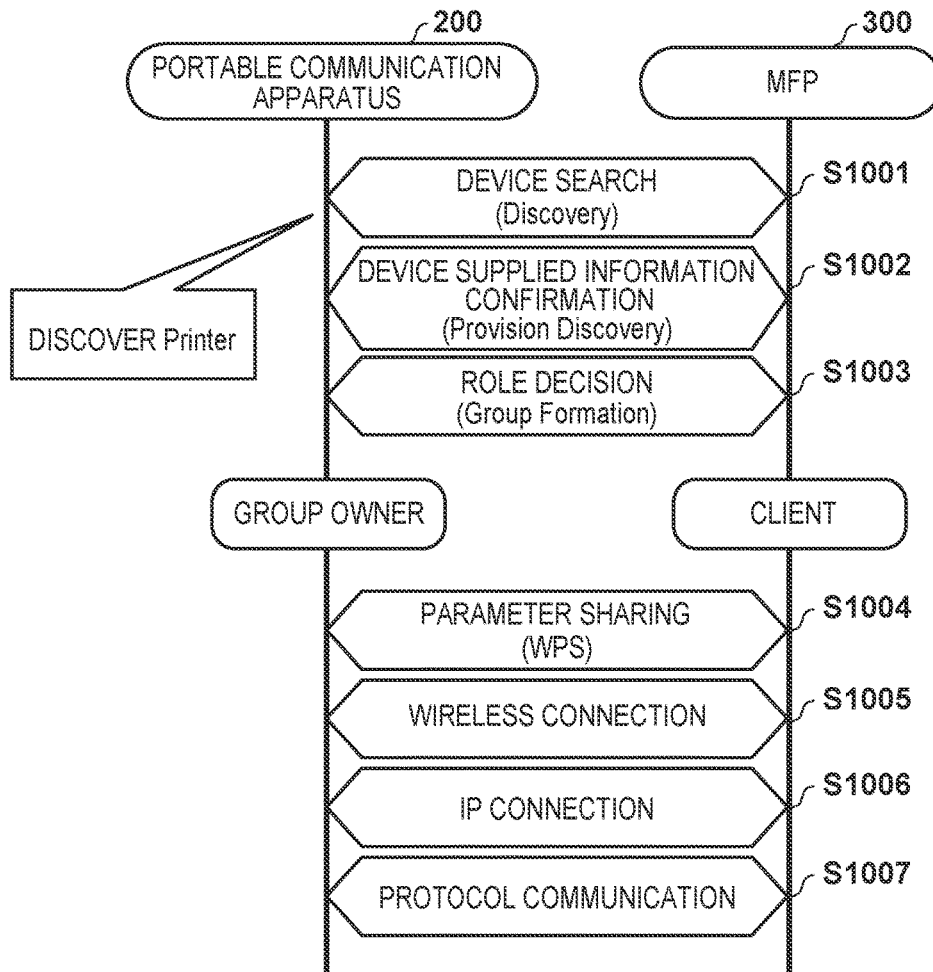 200
300
PORTABLE COMMUNICATION
APPARATUS
MFP
DEVICE SEARCH
(Discovery)
S1001
DEVICE SUPPLIED INFORMATION
CONFIRMATION
(Provision Discovery)
S1002
DISCOVER Printer
ROLE DECISION
(Group Formation)
S1003
GROUP OWNER
CLIENT
PARAMETER SHARING
(WPS)
S1004
WIRELESS CONNECTION
S1005
IP CONNECTION
S1006
PROTOCOL COMMUNICATION
S1007